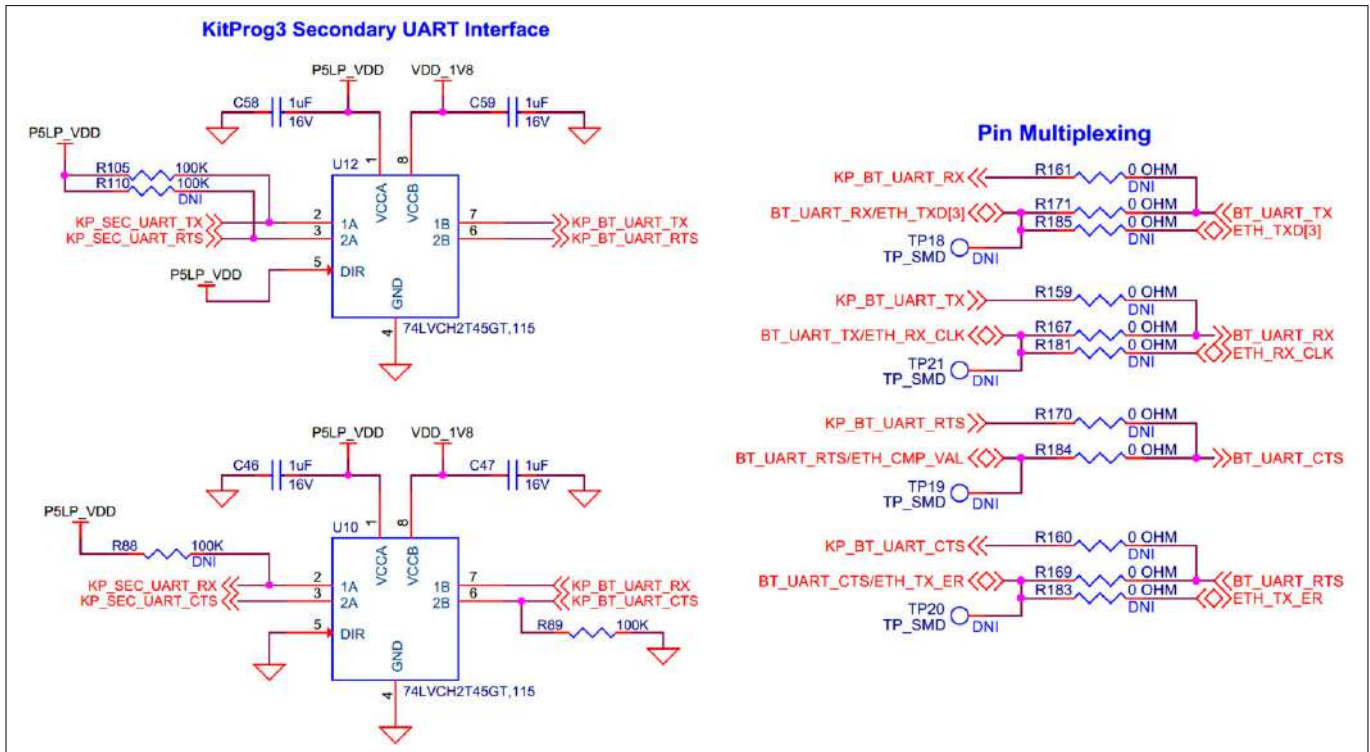 KitProg3 Secondary UART Interface
P5LP_VDD VDD_1V8
C58 1uF 16V C59 1uF 16V
P5LP_VDD
R105 100K
R110 100K
DNI
U12
1 8
VCCA VCCB
KP_SEC_UART_TX 2 1A 1B 7 KP_BT_UART_TX
KP_SEC_UART_RTS 3 2A 2B 6 KP_BT_UART_RTS
P5LP_VDD 5 DIR
GND
4 74LVCH2T45GT,115
P5LP_VDD VDD_1V8
C46 1uF 16V C47 1uF 16V
P5LP_VDD
R88 100K
DNI
U10
1 8
VCCA VCCB
KP_SEC_UART_RX 2 1A 1B 7 KP_BT_UART_RX
KP_SEC_UART_CTS 3 2A 2B 6 KP_BT_UART_CTS
5 DIR
R89 100K
GND
4 74LVCH2T45GT,115
Pin Multiplexing
KP_BT_UART_RX R161 0 OHM
DNI
BT_UART_RX/ETH_TXD[3] R171 0 OHM BT_UART_TX
R185 0 OHM ETH_TXD[3]
DNI
TP18
TP_SMD DNI
KP_BT_UART_TX R159 0 OHM
DNI
BT_UART_TX/ETH_RX_CLK R167 0 OHM BT_UART_RX
R181 0 OHM ETH_RX_CLK
DNI
TP21
TP_SMD DNI
KP_BT_UART_RTS R170 0 OHM
DNI
BT_UART_RTS/ETH_CMP_VAL R184 0 OHM BT_UART_CTS
TP19
TP_SMD DNI
KP_BT_UART_CTS R160 0 OHM
DNI
BT_UART_CTS/ETH_TX_ER R169 0 OHM BT_UART_RTS
R183 0 OHM ETH_TX_ER
DNI
TP20
TP_SMD DNI